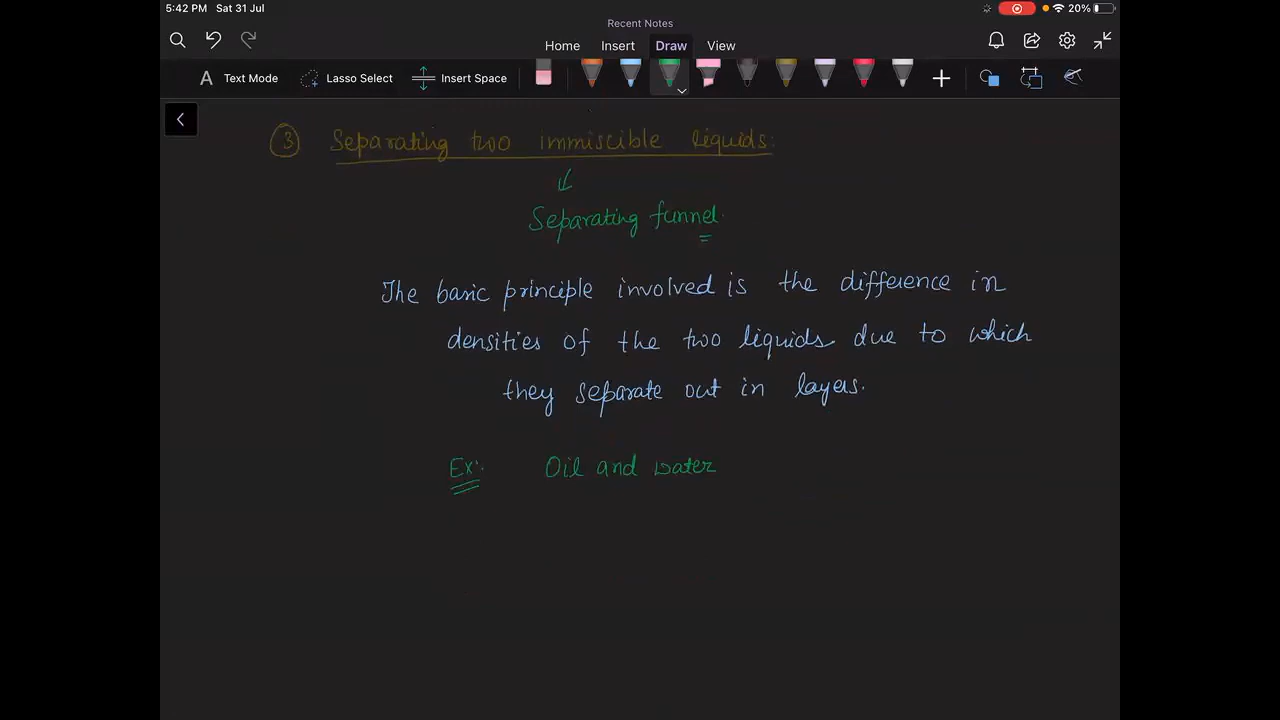 5:42 PM Sat 31 Jul
20%
Recent Notes
Home Insert Draw View
A Text Mode Lasso Select Insert Space
③ Separating two immiscible liquids:
Separating funnel.
The basic principle involved is the difference in
densities of the two liquids due to which
they separate out in layers.
Ex:- Oil and water